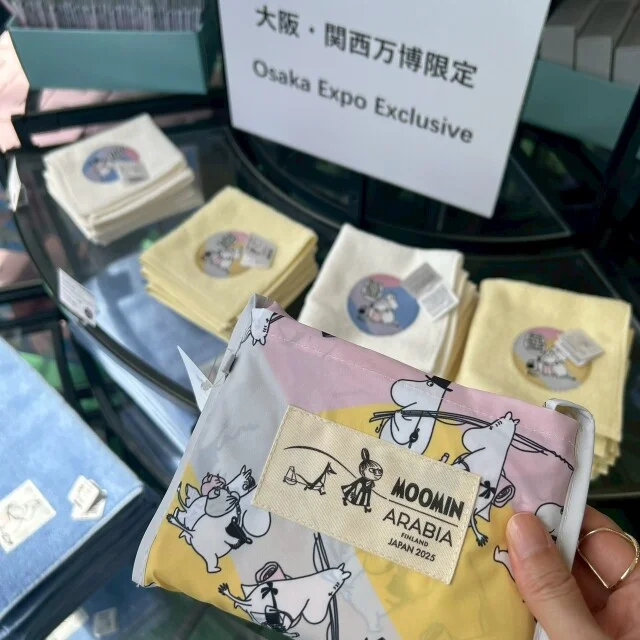 大阪・関西万博限定
Osaka Expo Exclusive
MOOMIN
ARABIA
FINLAND
JAPAN 2025